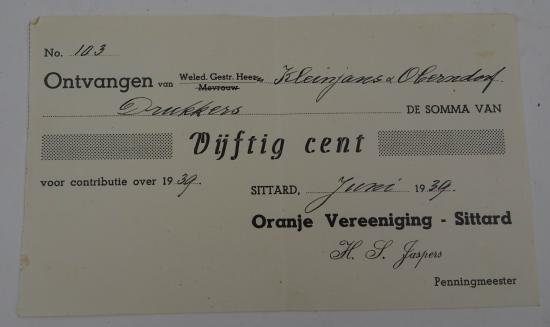 No. 103
Ontvangen van Weled. Gestr. Heeren Kleinjans & Oberndorf.
Mevrouw
Drukkers DE SOMMA VAN
Vijftig cent
voor contributie over 1939.
SITTARD, Juni 1939.
Oranje Vereeniging - Sittard
H. S. Jaspers
Penningmeester